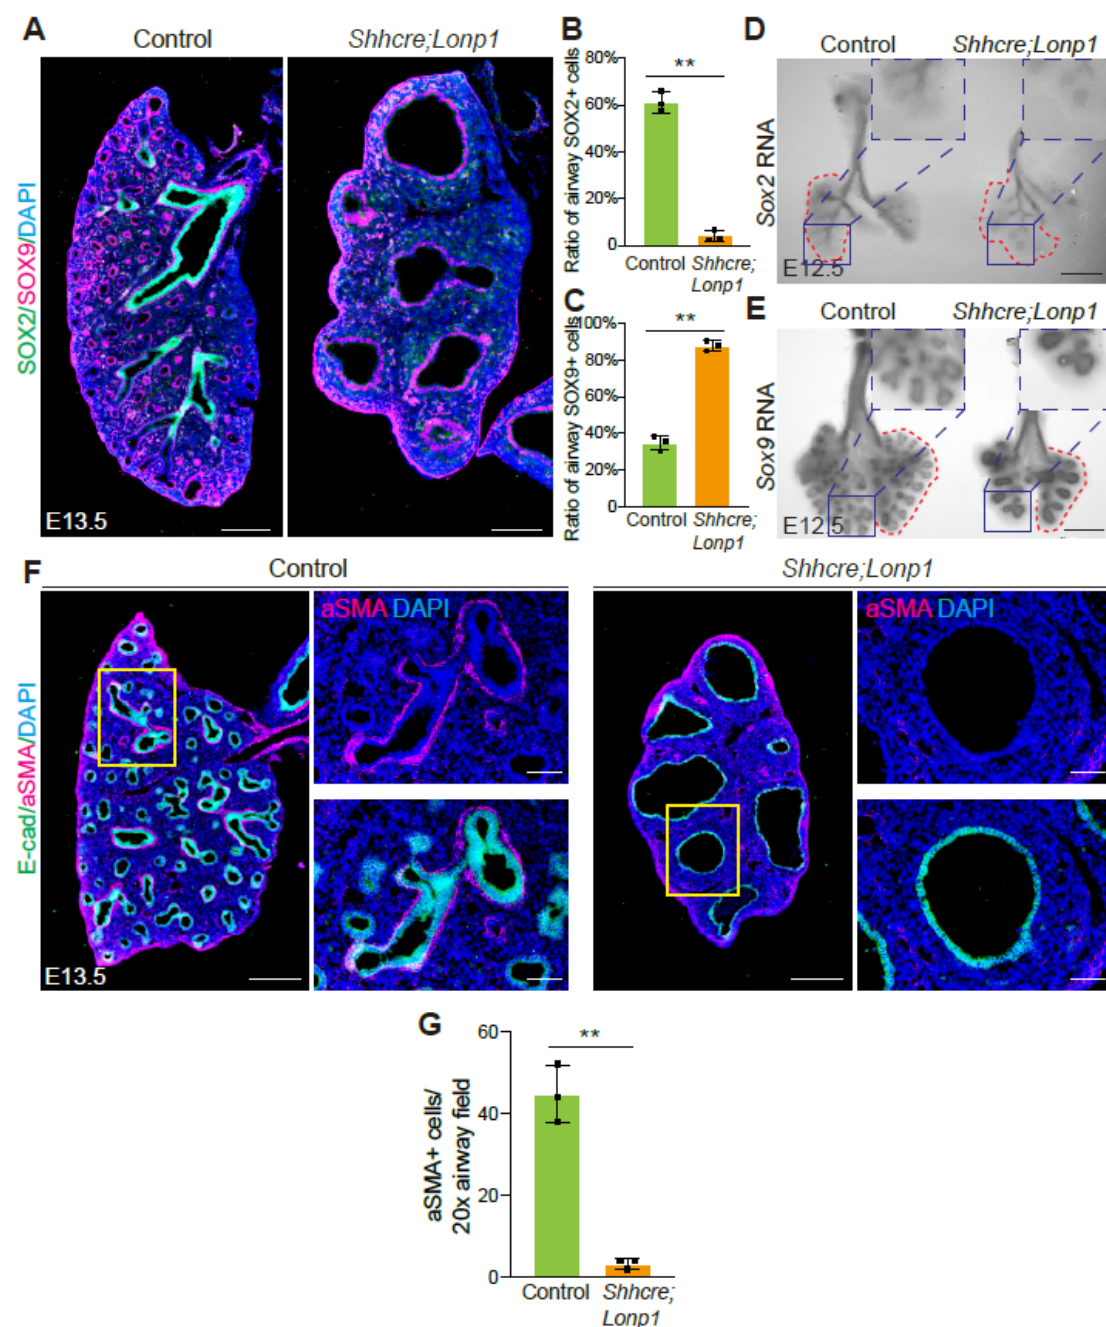 A
Control
Shhcre;Lonp1
SOX2/SOX9/DAPI
E13.5
B
Ratio of airway SOX2+ cells
80%
60%
40%
20%
0
**
Control
Shhcre;
Lonp1
C
Ratio of airway SOX9+ cells
100%
80%
60%
40%
20%
0
**
Control
Shhcre;
Lonp1
D
Control
Shhcre;Lonp1
Sox2 RNA
E12.5
E
Control
Shhcre;Lonp1
Sox9 RNA
E12.5
F
Control
Shhcre;Lonp1
E-cad/aSMA/DAPI
E13.5
aSMA DAPI
aSMA DAPI
G
aSMA+ cells/
20x airway field
60
40
20
0
**
Control
Shhcre;
Lonp1